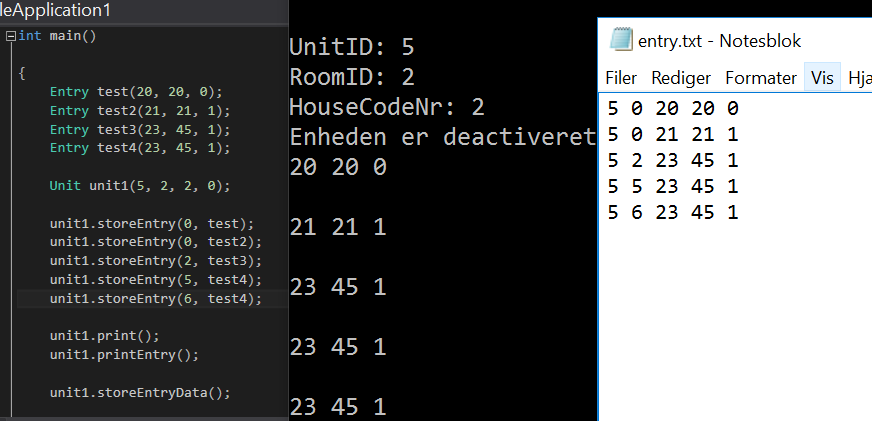 leApplication1
int main()
{
Entry test(20, 20, 0);
Entry test2(21, 21, 1);
Entry test3(23, 45, 1);
Entry test4(23, 45, 1);
Unit unit1(5, 2, 2, 0);
unit1.storeEntry(0, test);
unit1.storeEntry(0, test2);
unit1.storeEntry(2, test3);
unit1.storeEntry(5, test4);
unit1.storeEntry(6, test4);
unit1.print();
unit1.printEntry();
unit1.storeEntryData();
UnitID: 5
RoomID: 2
HouseCodeNr: 2
Enheden er deactiveret
20 20 0
21 21 1
23 45 1
23 45 1
23 45 1
entry.txt - Notesblok
Filer Rediger Formater Vis Hja
5 0 20 20 0
5 0 21 21 1
5 2 23 45 1
5 5 23 45 1
5 6 23 45 1